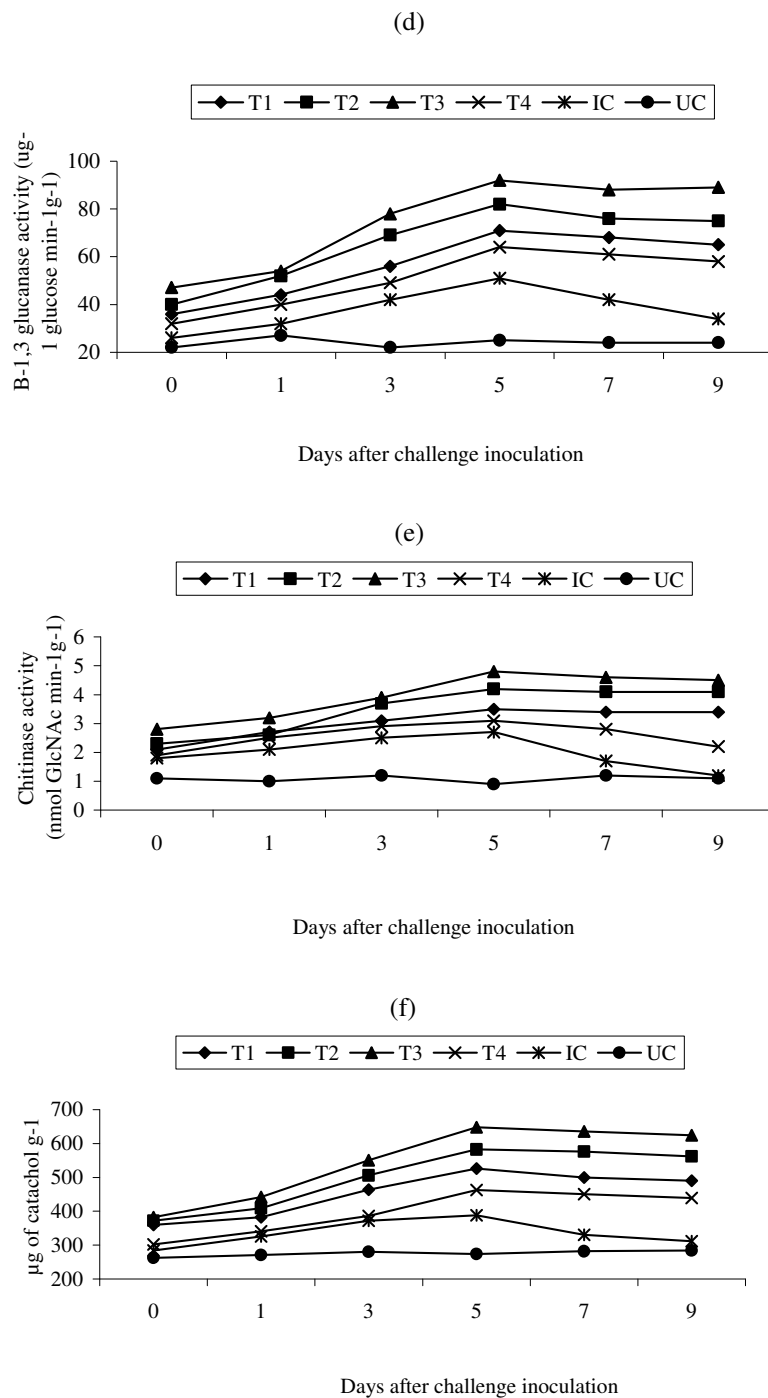 (d)
T1 T2 T3 T4 IC UC
B-1,3 glucanase activity (ug-
1 glucose min-1g-1)
100
80
60
40
20
0 1 3 5 7 9
Days after challenge inoculation
(e)
T1 T2 T3 T4 IC UC
Chitinase activity
(nmol GlcNAc min-1g-1)
6
5
4
3
2
1
0
0 1 3 5 7 9
Days after challenge inoculation
(f)
T1 T2 T3 T4 IC UC
µg of catachol g-1
700
600
500
400
300
200
0 1 3 5 7 9
Days after challenge inoculation